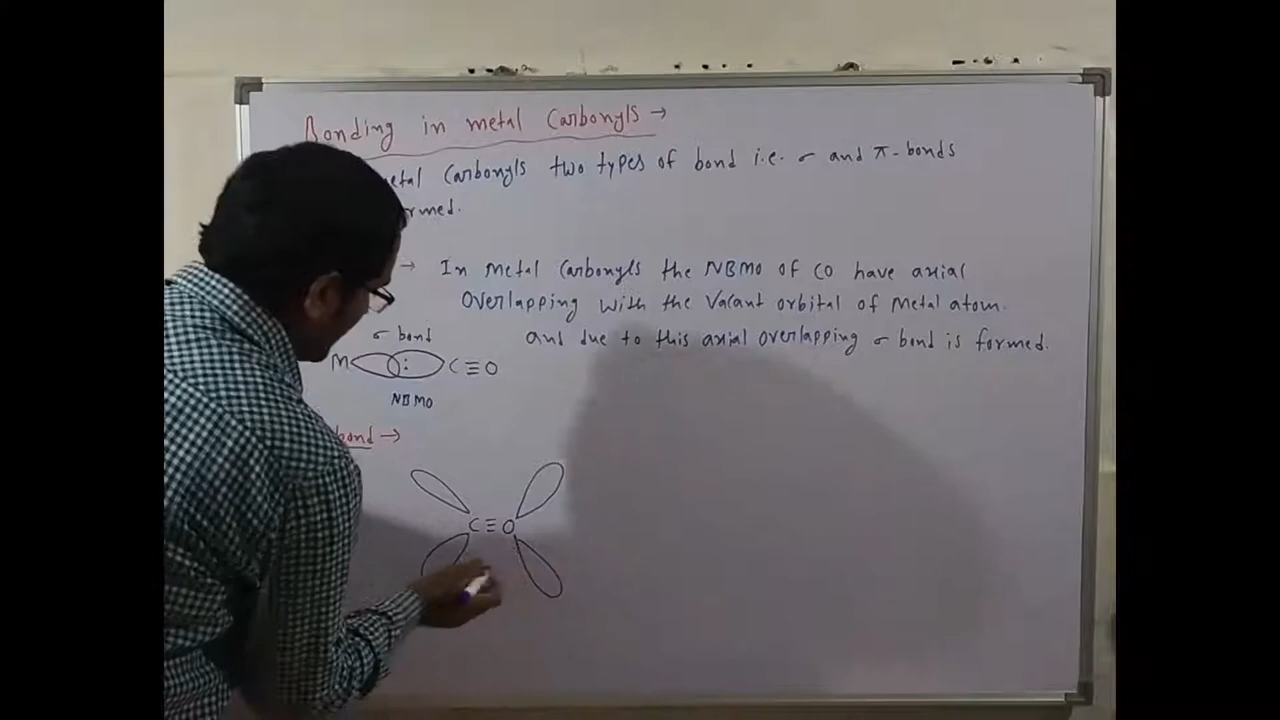 Bonding in metal Carbonyls →
Carbonyls two types of bond i.e. σ and π-bonds
→ In metal Carbonyls the NBMO of CO have axial
Overlapping with the Vacant orbital of Metal atom.
and due to this axial overlapping σ bond is formed.
σ bond
M : C≡O
NBMO
bond →
C≡O